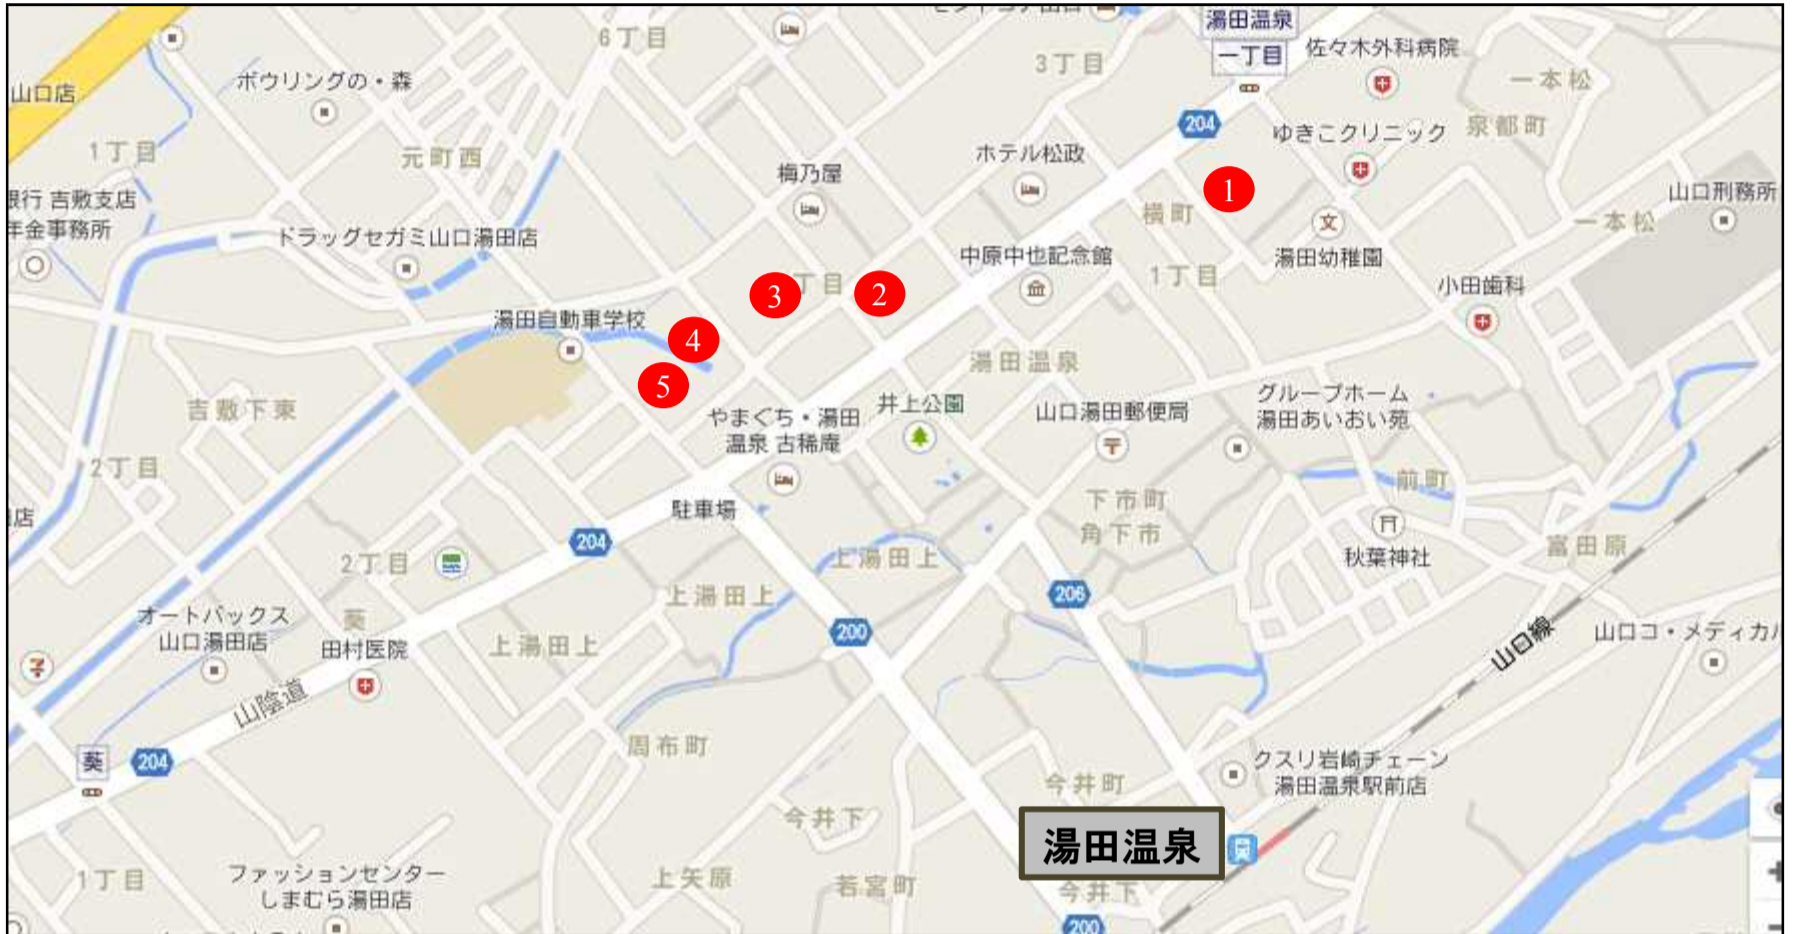 6丁目
湯田温泉
一丁目
佐々木外科病院
3丁目
一本松
ボウリングの・森
山口店
204
ゆきこクリニック
泉都町
1丁目
元町西
ホテル松政
梅乃屋
1
山口刑務所
銀行 吉敷支店
年金事務所
横町
一本松
ドラッグセガミ山口湯田店
中原中也記念館
湯田幼稚園
1丁目
小田歯科
3
丁目
2
湯田自動車学校
4
湯田温泉
5
グループホーム
湯田あいおい苑
吉敷下東
やまぐち・湯田
温泉 古稀庵
井上公園
山口湯田郵便局
2丁目
前町
駐車場
下市町
角下市
店
204
富田原
秋葉神社
2丁目
上湯田上
上湯田上
206
オートバックス
山口湯田店
葵
田村医院
上湯田上
200
山口線
山口コ・メディカル
山陰道
周布町
葵
204
クスリ岩崎チェーン
湯田温泉駅前店
今井町
今井下
湯田温泉
1丁目
ファッションセンター
しまむら湯田店
上矢原
若宮町
今井下
200